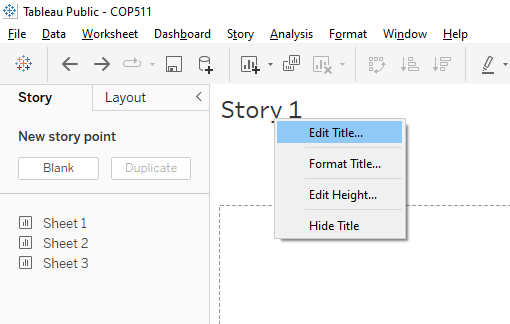 Tableau Public - COP511
File Data Worksheet Dashboard Story Analysis Map Format Window Help
Story Layout
New story point
Blank Duplicate
Sheet 1
Sheet 2
Sheet 3
Story 1
Edit Title...
Format Title...
Edit Height...
Hide Title